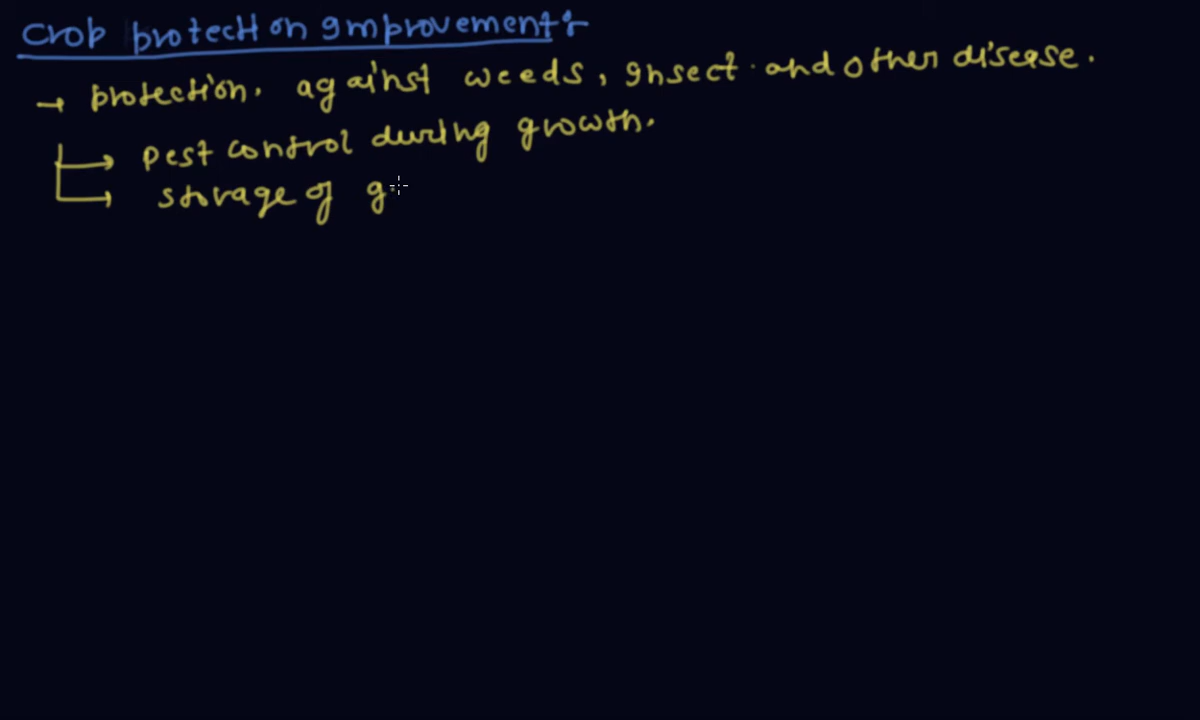 Crop protection Improvement :-
→ protection. against weeds, Insect. and other disease.
→ Pest control during growth.
→ storage of g